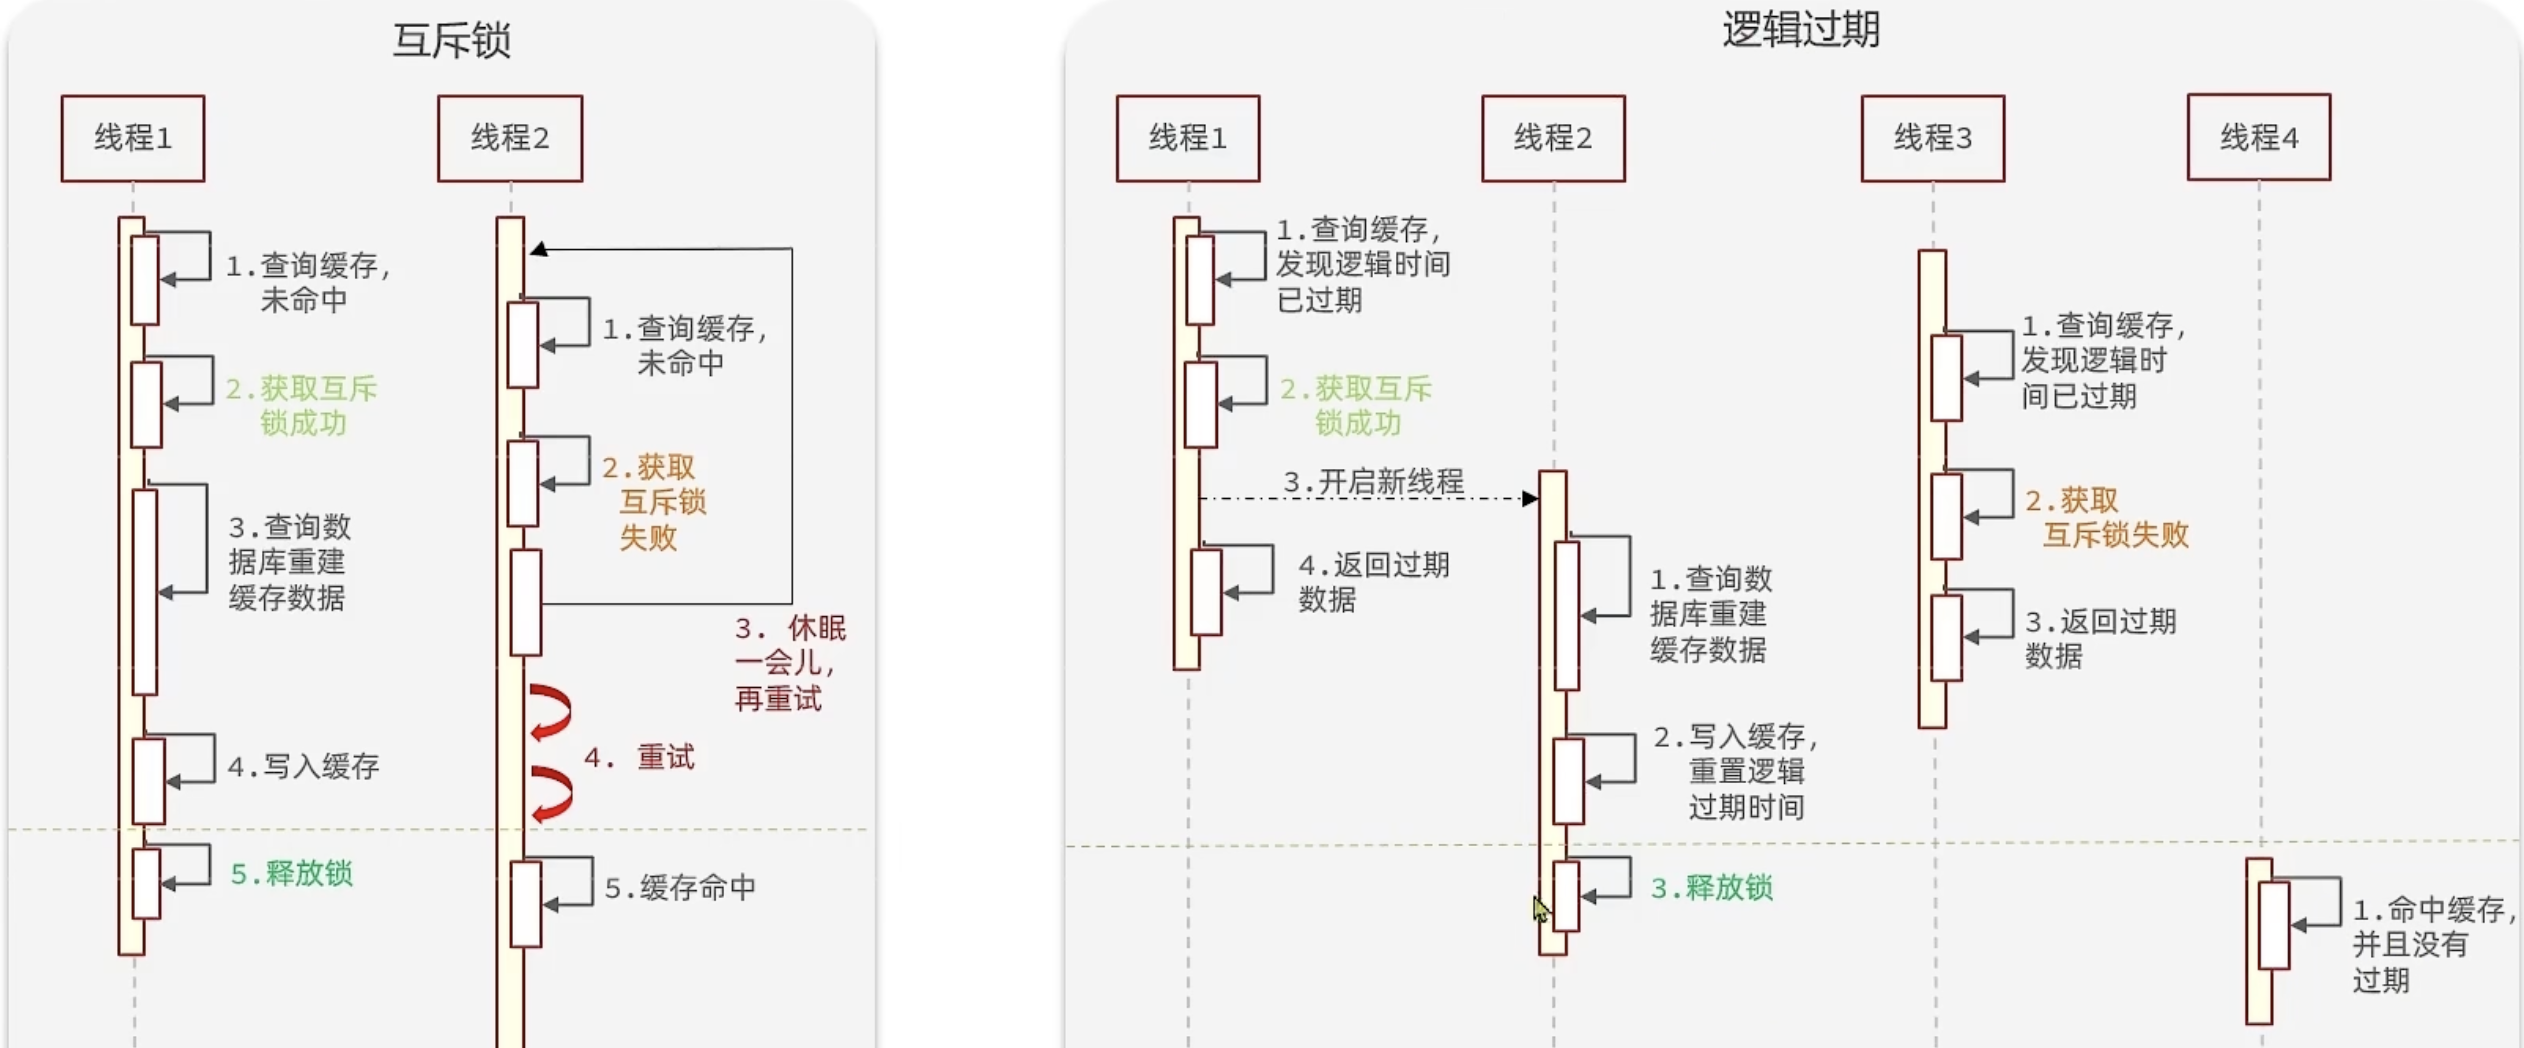 互斥锁
线程1
线程2
1.查询缓存,
未命中
2.获取互斥
锁成功
3.查询数
据库重建
缓存数据
4.写入缓存
5.释放锁
1.查询缓存,
未命中
2.获取
互斥锁
失败
3. 休眠
一会儿,
再重试
4. 重试
5.缓存命中
逻辑过期
线程1
线程2
线程3
线程4
1.查询缓存,
发现逻辑时间
已过期
2.获取互斥
锁成功
3.开启新线程
4.返回过期
数据
1.查询数
据库重建
缓存数据
2.写入缓存,
重置逻辑
过期时间
3.释放锁
1.查询缓存,
发现逻辑时
间已过期
2.获取
互斥锁失败
3.返回过期
数据
1.命中缓存,
并且没有
过期